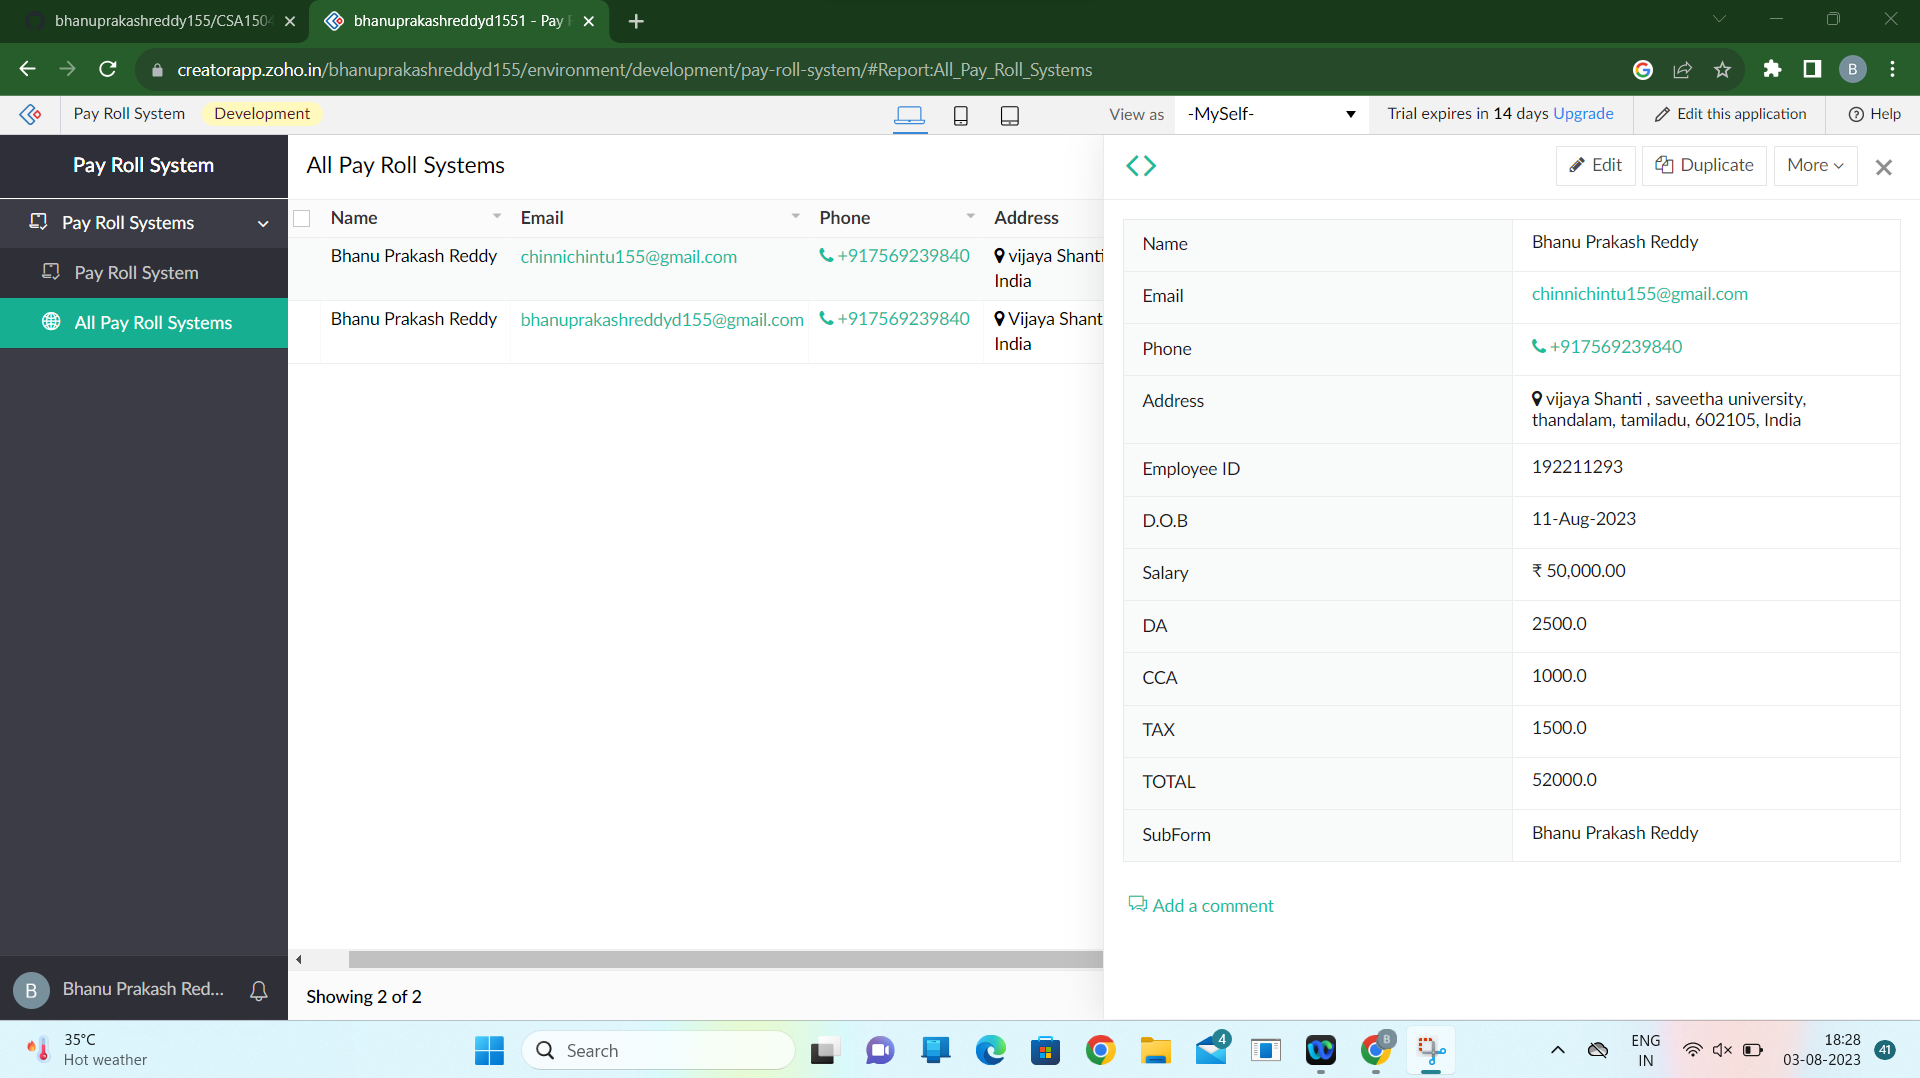 bhanuprakashreddy155/CSA1504
bhanuprakashreddyd1551 - Pay
creatorapp.zoho.in/bhanuprakashreddyd155/environment/development/pay-roll-system/#Report:All_Pay_Roll_Systems
B
Pay Roll System
Development
View as
-MySelf-
Trial expires in 14 days Upgrade
Edit this application
Help
Pay Roll System
Pay Roll Systems
Pay Roll System
All Pay Roll Systems
B
Bhanu Prakash Red...
All Pay Roll Systems
Name Email Phone Address
Bhanu Prakash Reddy chinnichintu155@gmail.com +917569239840 vijaya Shanti
India
Bhanu Prakash Reddy bhanuprakashreddyd155@gmail.com +917569239840 Vijaya Shant
India
Showing 2 of 2
Edit
Duplicate
More
Name Bhanu Prakash Reddy
Email chinnichintu155@gmail.com
Phone +917569239840
Address vijaya Shanti , saveetha university,
thandalam, tamiladu, 602105, India
Employee ID 192211293
D.O.B 11-Aug-2023
Salary ₹ 50,000.00
DA 2500.0
CCA 1000.0
TAX 1500.0
TOTAL 52000.0
SubForm Bhanu Prakash Reddy
Add a comment
35°C
Hot weather
Search
4
B
ENG
IN
18:28
03-08-2023
41